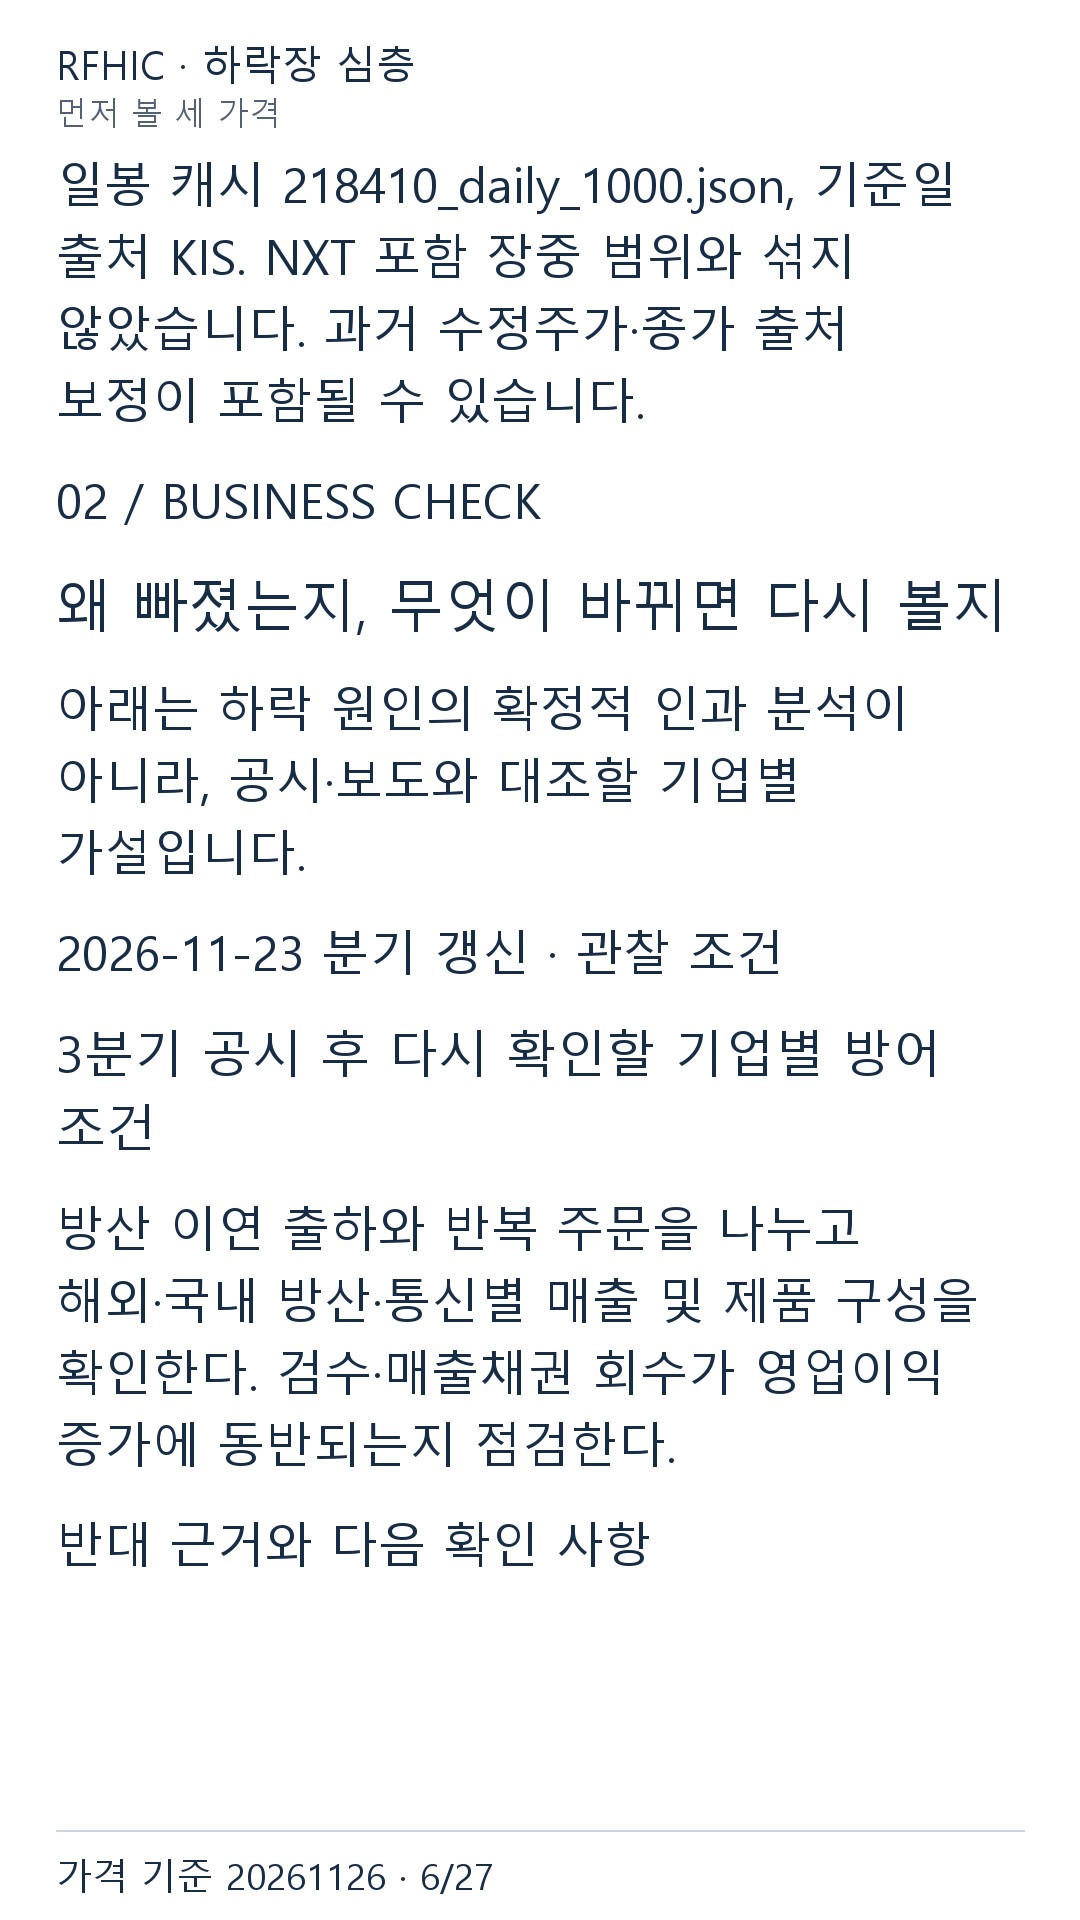 RFHIC · 하락장 심층
먼저 볼 세 가격
일봉 캐시 218410_daily_1000.json, 기준일
출처 KIS. NXT 포함 장중 범위와 섞지
않았습니다. 과거 수정주가·종가 출처
보정이 포함될 수 있습니다.
02 / BUSINESS CHECK
왜 빠졌는지, 무엇이 바뀌면 다시 볼지
아래는 하락 원인의 확정적 인과 분석이
아니라, 공시·보도와 대조할 기업별
가설입니다.
2026-11-23 분기 갱신 · 관찰 조건
3분기 공시 후 다시 확인할 기업별 방어
조건
방산 이연 출하와 반복 주문을 나누고
해외·국내 방산·통신별 매출 및 제품 구성을
확인한다. 검수·매출채권 회수가 영업이익
증가에 동반되는지 점검한다.
반대 근거와 다음 확인 사항
가격 기준 20261126 · 6/27